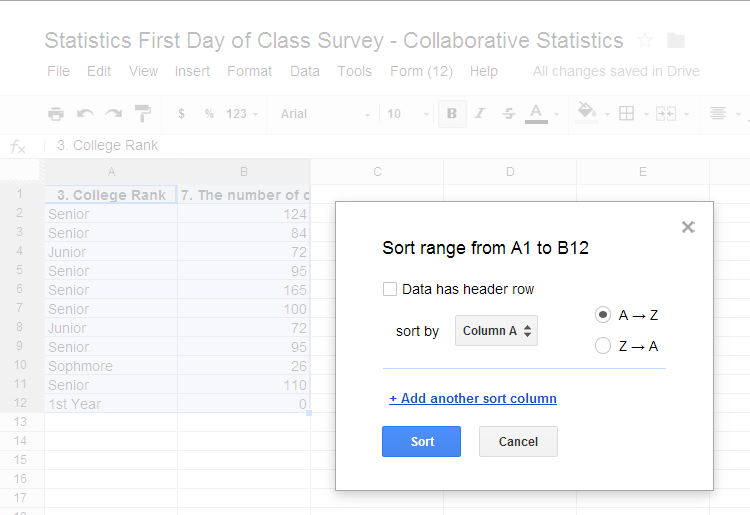 Statistics First Day of Class Survey - Collaborative Statistics
File Edit View Insert Format Data Tools Form (12) Help All changes saved in Drive
$ % 123 Arial 10 B I S A
fx 3. College Rank
A B C D E
1 3. College Rank 7. The number of c
2 Senior 124
3 Senior 84
4 Junior 72
5 Senior 95
6 Senior 165
7 Senior 100
8 Junior 72
9 Senior 95
10 Sophmore 26
11 Senior 110
12 1st Year 0
13
14
15
16
17
Sort range from A1 to B12
Data has header row
sort by Column A A → Z
Z → A
+ Add another sort column
Sort Cancel